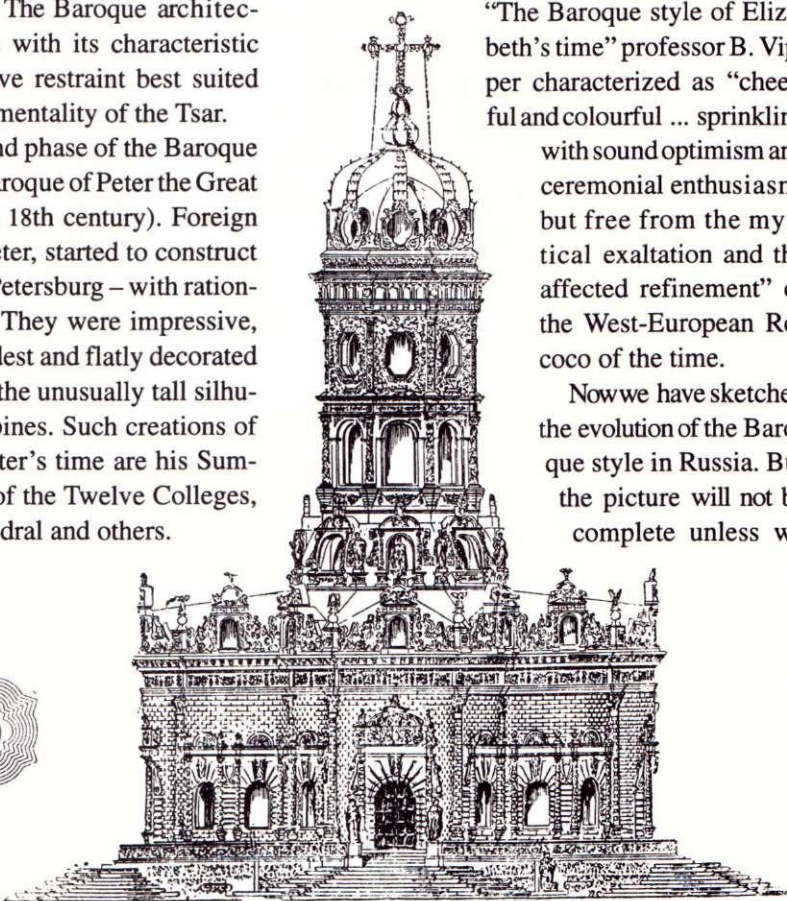 The Baroque architec-
with its characteristic
ve restraint best suited
mentality of the Tsar.
nd phase of the Baroque
aroque of Peter the Great
18th century). Foreign
eter, started to construct
Petersburg – with ration-
They were impressive,
dest and flatly decorated
the unusually tall silhu-
pines. Such creations of
ter's time are his Sum-
of the Twelve Colleges,
dral and others.
“The Baroque style of Eliz
beth's time” professor B. Vip
per characterized as “chee
ful and colourful ... sprinklin
with sound optimism an
ceremonial enthusiasm
but free from the my
tical exaltation and th
affected refinement” o
the West-European Ro
coco of the time.
Now we have sketche
the evolution of the Baro
que style in Russia. Bu
the picture will not b
complete unless w